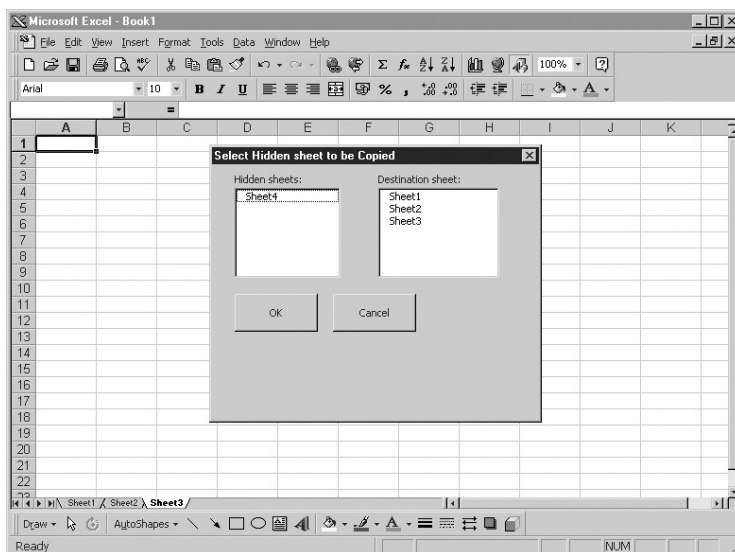 Microsoft Excel - Book1
File Edit View Insert Format Tools Data Window Help
ABC Σ fx 100%
Arial 10 B I U % ,
=
A B C D E F G H I J K
1
2
3
4
5
6
7
8
9
10
11
12
13
14
15
16
17
18
19
20
21
22
23
Select Hidden sheet to be Copied
Hidden sheets: Destination sheet:
Sheet4 Sheet1
Sheet2
Sheet3
OK Cancel
Sheet1 Sheet2 Sheet3
Draw AutoShapes A
Ready NUM